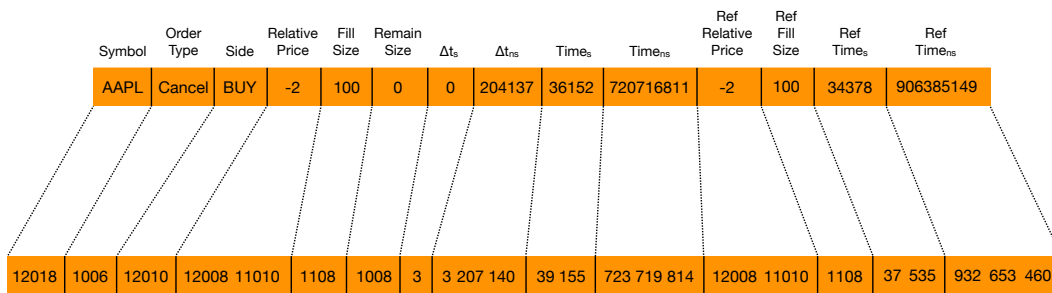 Symbol Order Type Side Relative Price Fill Size Remain Size Δts Δtns Times Timens Ref Relative Price Ref Fill Size Ref Times Ref Timens
AAPL Cancel BUY -2 100 0 0 204137 36152 720716811 -2 100 34378 906385149
12018 1006 12010 12008 11010 1108 1008 3 3 207 140 39 155 723 719 814 12008 11010 1108 37 535 932 653 460